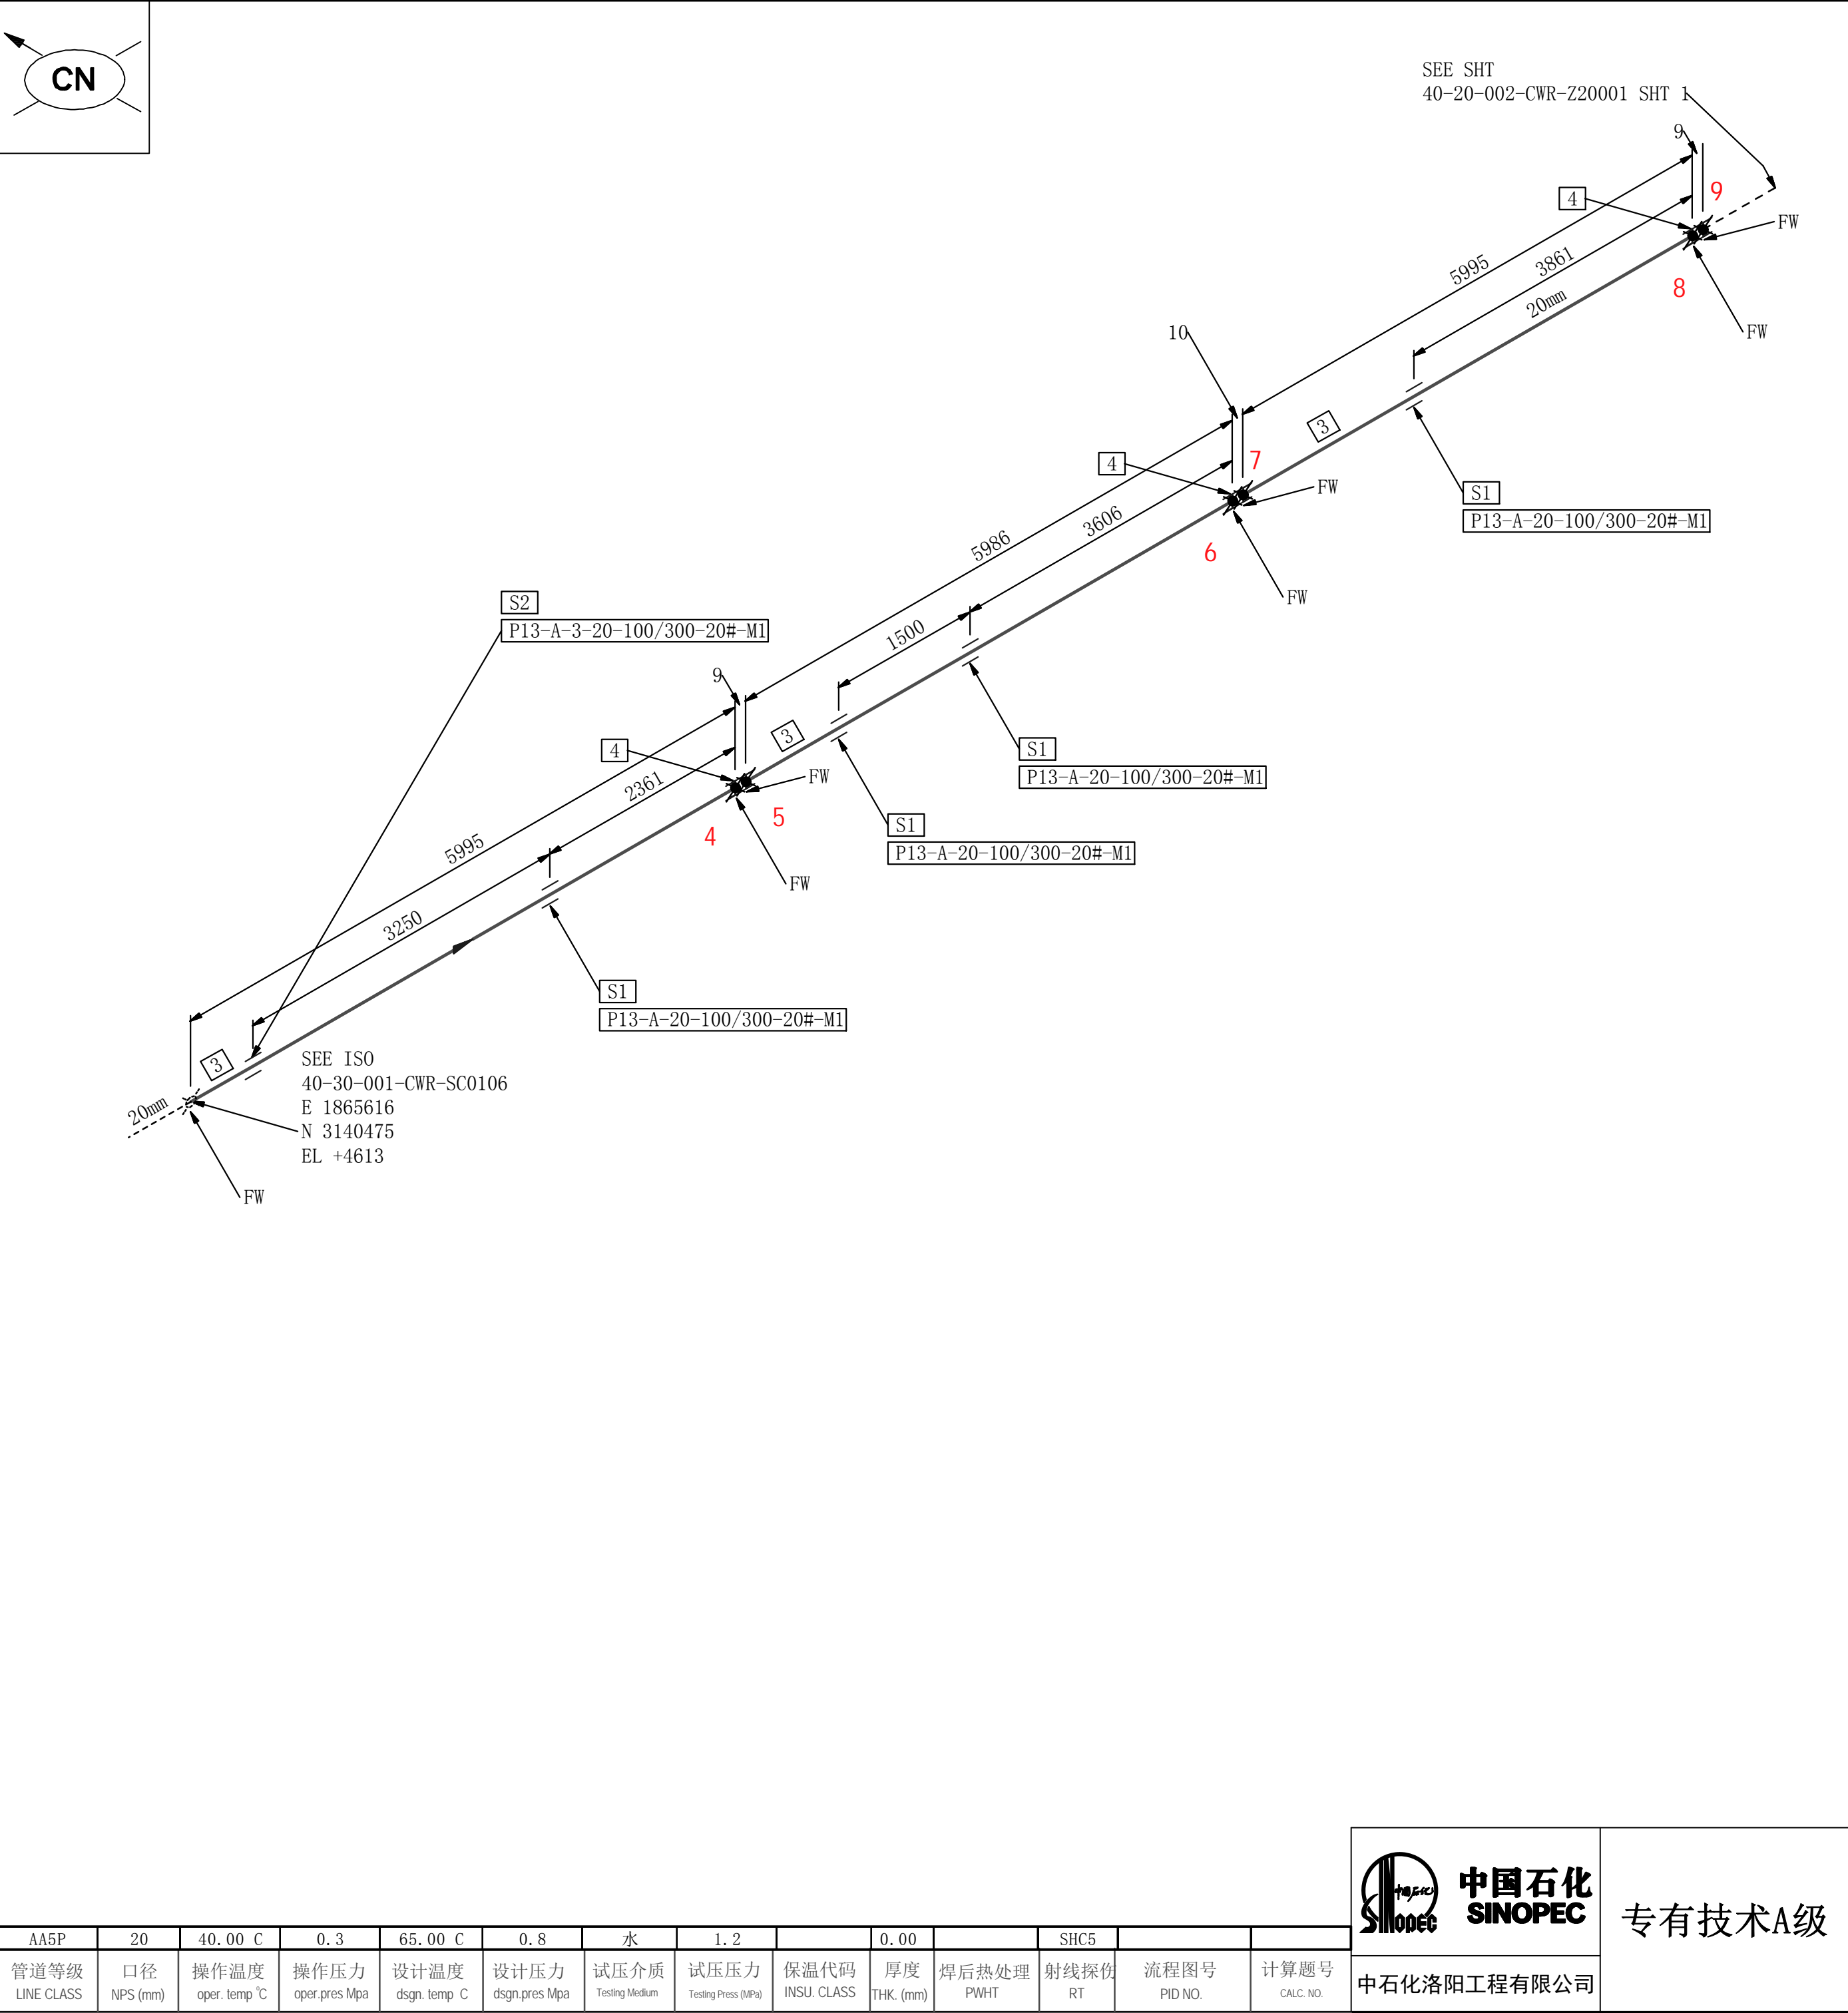 CN
SEE SHT
40-20-002-CWR-Z20001 SHT 1
9
9
4
FW
5995
3861
8
20mm
FW
10
3
7
4
FW
S1
P13-A-20-100/300-20#-M1
3606
5986
6
FW
S2
P13-A-3-20-100/300-20#-M1
1500
9
3
S1
P13-A-20-100/300-20#-M1
4
FW
2361
5
4
S1
P13-A-20-100/300-20#-M1
5995
FW
3250
S1
P13-A-20-100/300-20#-M1
3
SEE ISO
40-30-001-CWR-SC0106
E 1865616
N 3140475
EL +4613
20mm
FW
中国石化
SINOPEC
SINOPEC
专有技术A级
中石化洛阳工程有限公司
AA5P 20 40.00 C 0.3 65.00 C 0.8 水 1.2 0.00 SHC5
管道等级 口径 操作温度 操作压力 设计温度 设计压力 试压介质 试压压力 保温代码 厚度 焊后热处理 射线探伤 流程图号 计算题号
LINE CLASS NPS (mm) oper. temp °C oper.pres Mpa dsgn. temp C dsgn.pres Mpa Testing Medium Testing Press (MPa) INSU. CLASS THK. (mm) PWHT RT PID NO. CALC. NO.